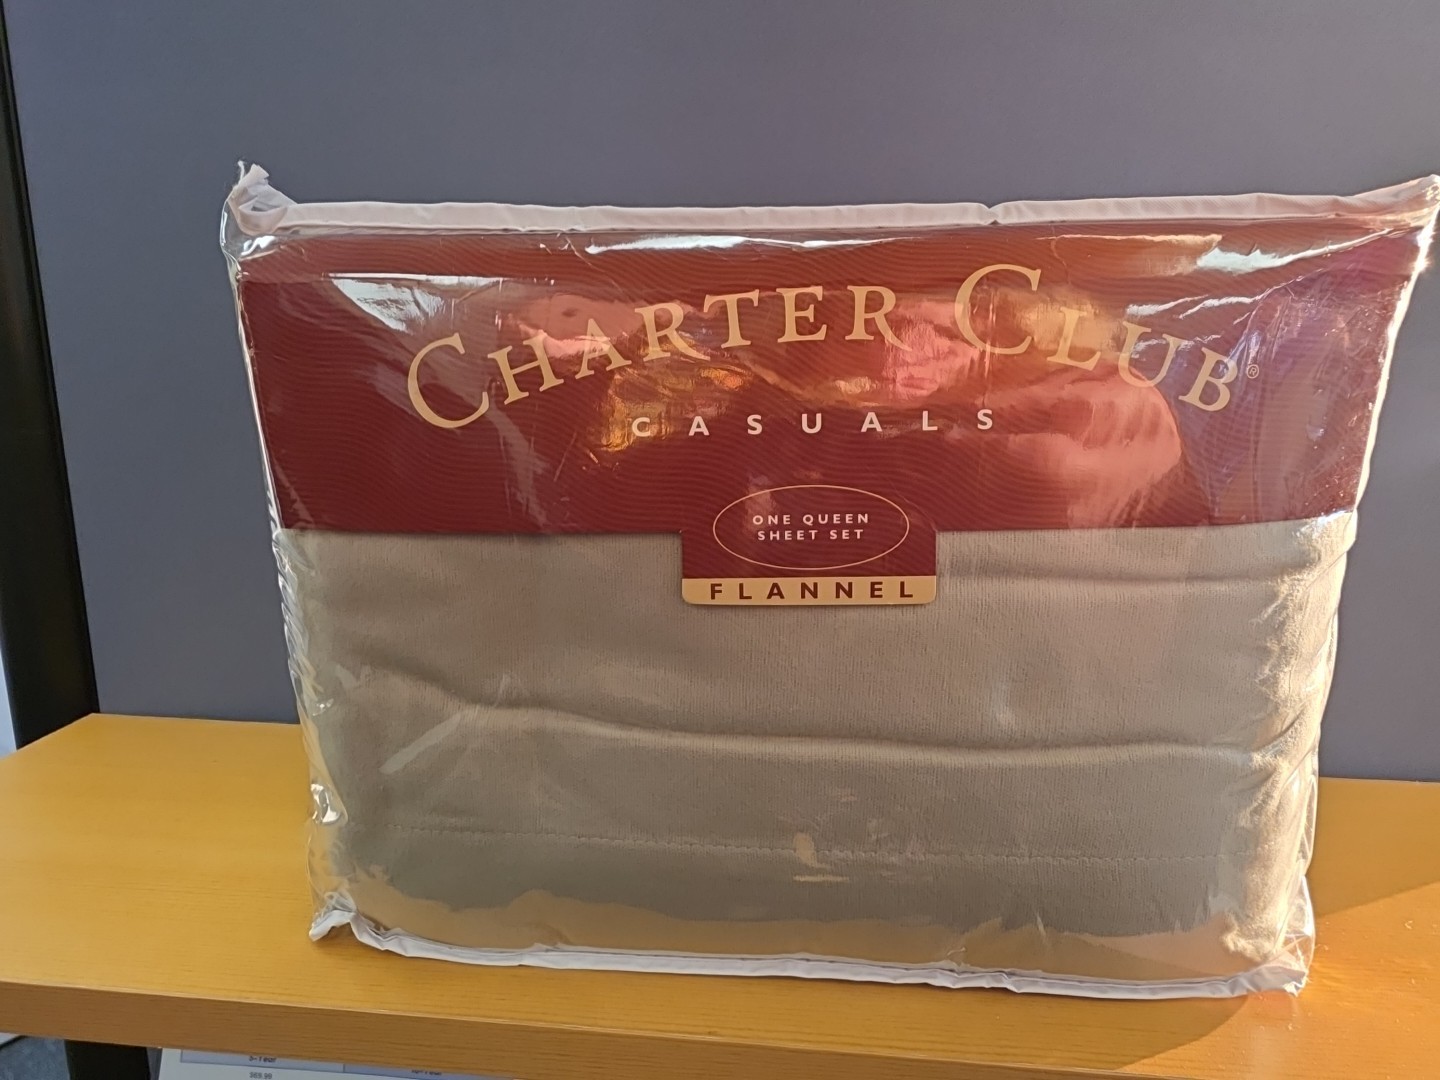 CHARTER CLUB®
CASUALS
ONE QUEEN
SHEET SET
FLANNEL